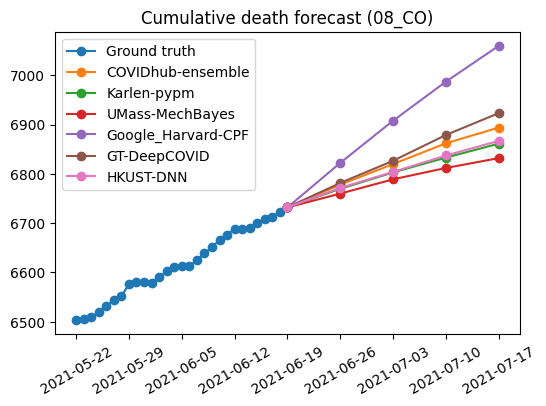 Cumulative death forecast (08_CO)
Ground truth
COVIDhub-ensemble
Karlen-pypm
UMass-MechBayes
Google_Harvard-CPF
GT-DeepCOVID
HKUST-DNN
7000
6900
6800
6700
6600
6500
2021-05-22
2021-05-29
2021-06-05
2021-06-12
2021-06-19
2021-06-26
2021-07-03
2021-07-10
2021-07-17